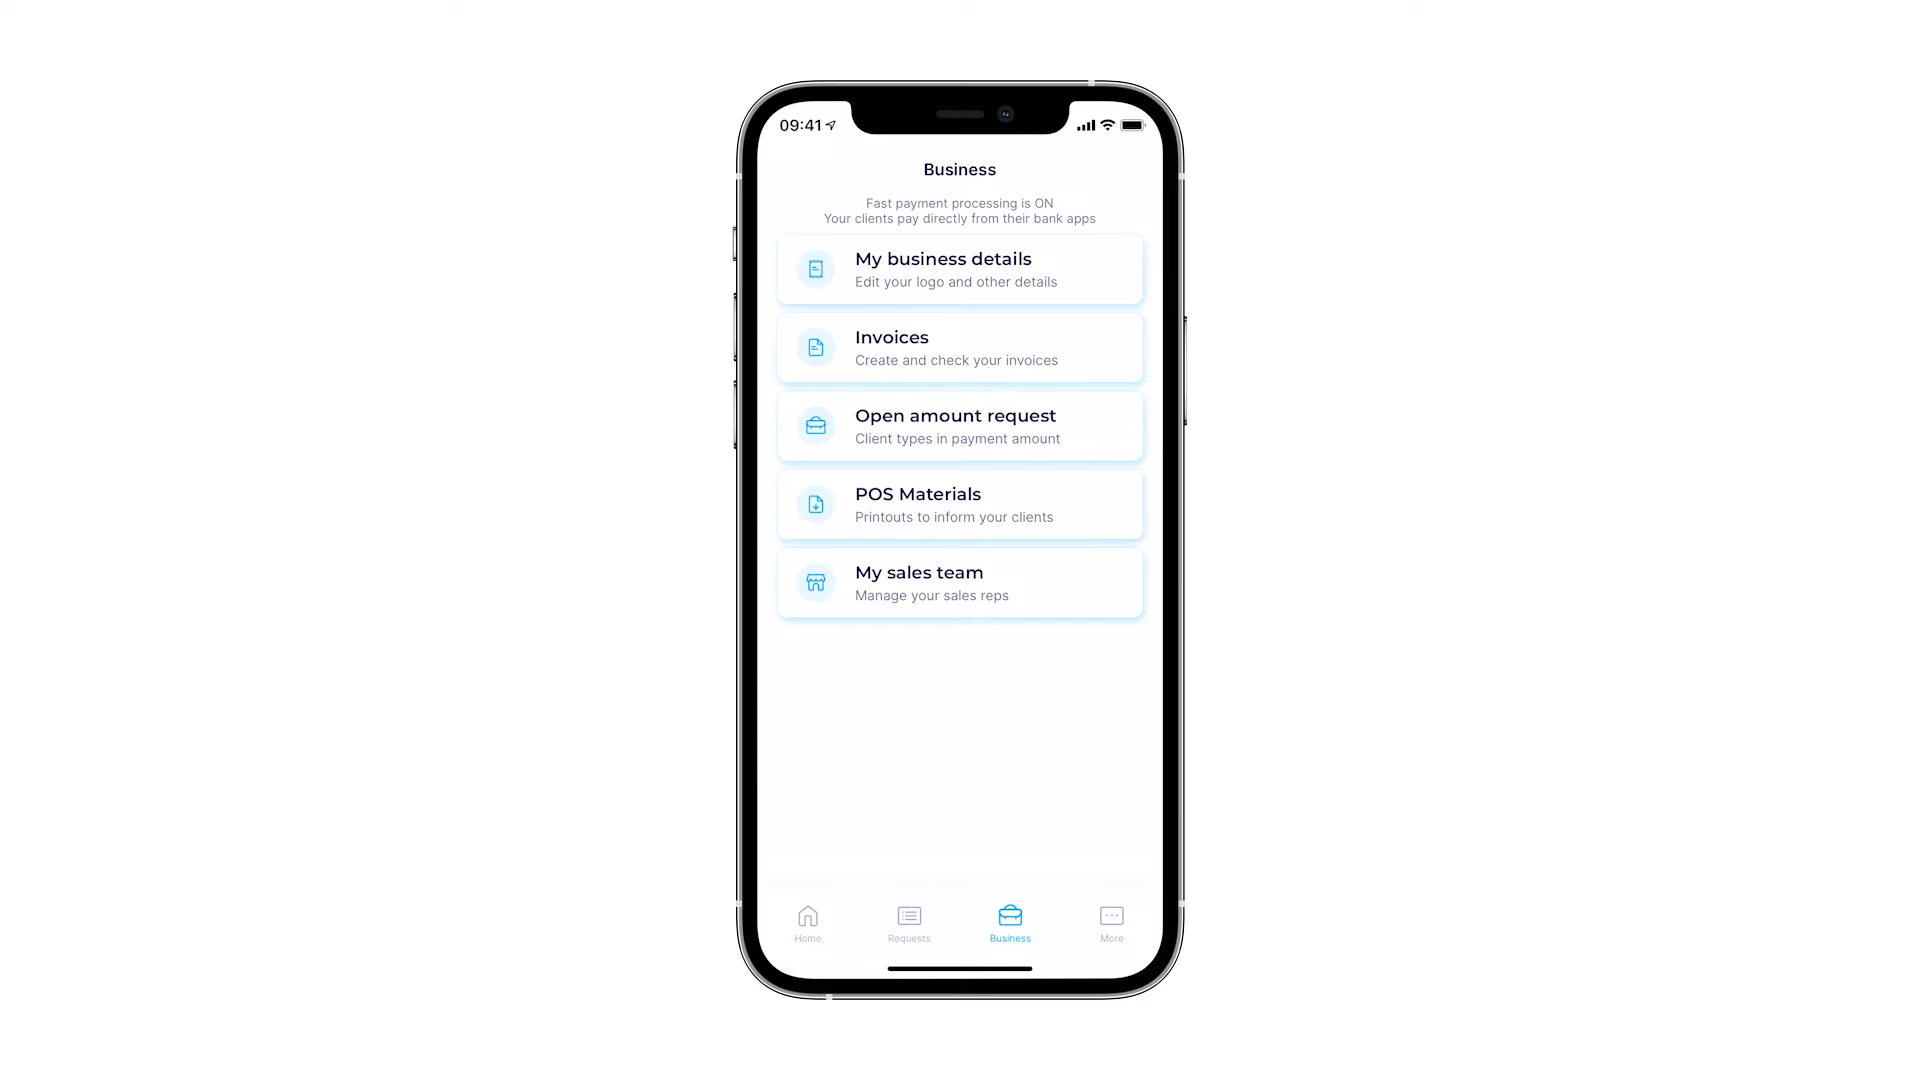 09:41
Business
Fast payment processing is ON
Your clients pay directly from their bank apps
My business details
Edit your logo and other details
Invoices
Create and check your invoices
Open amount request
Client types in payment amount
POS Materials
Printouts to inform your clients
My sales team
Manage your sales reps
Home
Requests
Business
More